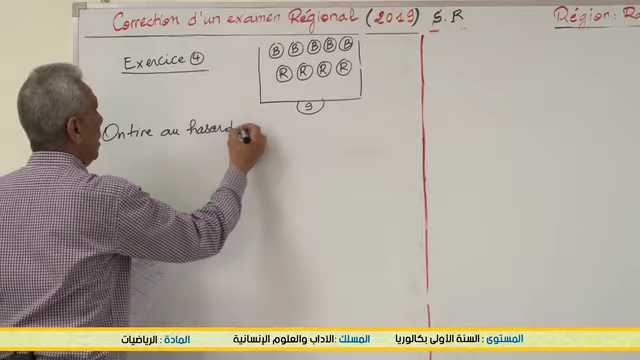 Correction d'un examen Régional (2019) S.R
Région: Ra
Exercice 4
B B B B B
R R R R
9
On tire au hasard
المستوى : السنة الأولى بكالوريا المسلك :الآداب والعلوم الإنسانية المادة : الرياضيات